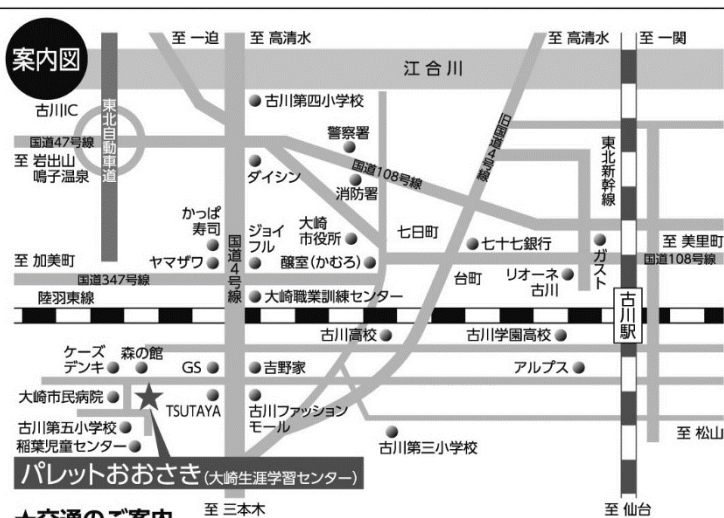 案内図
至 一迫
至 高清水
至 高清水
至 一関
江合川
古川IC
東北自動車道
古川第四小学校
警察署
旧国道4号線
国道47号線
至 岩出山
鳴子温泉
ダイシン
消防署
国道108号線
東北新幹線
かっぱ
寿司
国道4号線
ジョイ
フル
大崎
市役所
七日町
七十七銀行
ガスト
至 美里町
至 加美町
ヤマザワ
醸室(かむろ)
国道108号線
国道347号線
台町
リオーネ
古川
陸羽東線
大崎職業訓練センター
古川駅
古川高校
古川学園高校
ケーズ
デンキ
森の館
GS
吉野家
アルプス
大崎市民病院
TSUTAYA
古川ファッション
モール
古川第五小学校
稲葉児童センター
古川第三小学校
至 松山
パレットおおさき(大崎生涯学習センター)
★交通のご案内
至 三本木
至 仙台